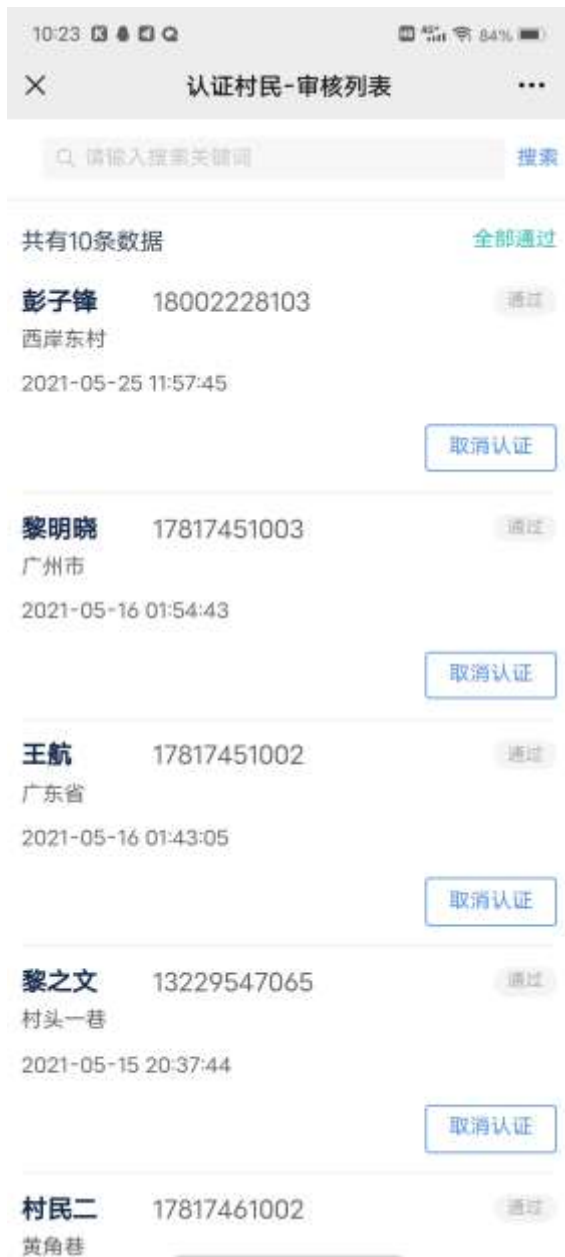 10:23 84%
认证村民-审核列表
请输入搜索关键词 搜索
共有10条数据 全部通过
彭子锋 18002228103 通过
西岸东村
2021-05-25 11:57:45
取消认证
黎明晓 17817451003 通过
广州市
2021-05-16 01:54:43
取消认证
王航 17817451002 通过
广东省
2021-05-16 01:43:05
取消认证
黎之文 13229547065 通过
村头一巷
2021-05-15 20:37:44
取消认证
村民二 17817461002 通过
黄角巷